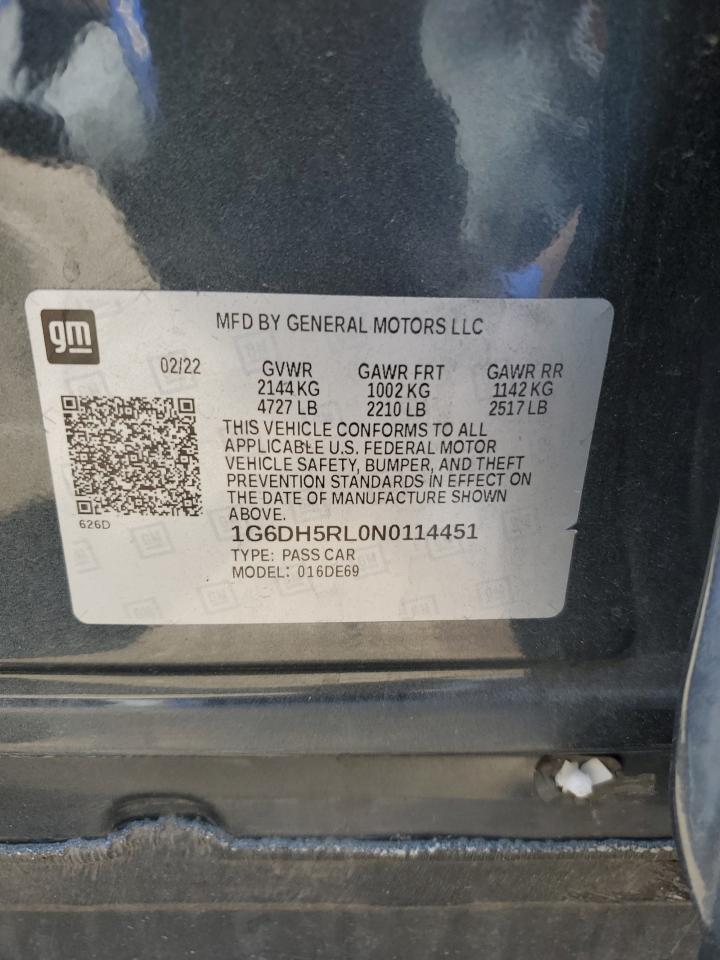 gm
MFD BY GENERAL MOTORS LLC
02/22 GVWR GAWR FRT GAWR RR
2144 KG 1002 KG 1142 KG
4727 LB 2210 LB 2517 LB
THIS VEHICLE CONFORMS TO ALL
APPLICABLE U.S. FEDERAL MOTOR
VEHICLE SAFETY, BUMPER, AND THEFT
PREVENTION STANDARDS IN EFFECT ON
THE DATE OF MANUFACTURE SHOWN
ABOVE.
626D
1G6DH5RL0N0114451
TYPE: PASS CAR
MODEL: 016DE69